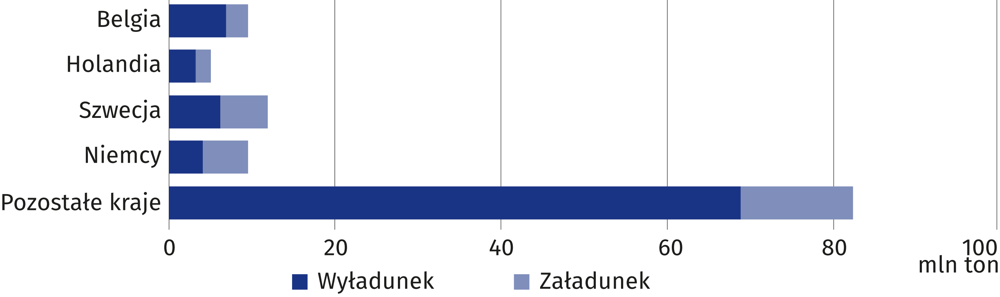 Belgia
Holandia
Szwecja
Niemcy
Pozostałe kraje
0 20 40 60 80 100
mln ton
Wyładunek Załadunek